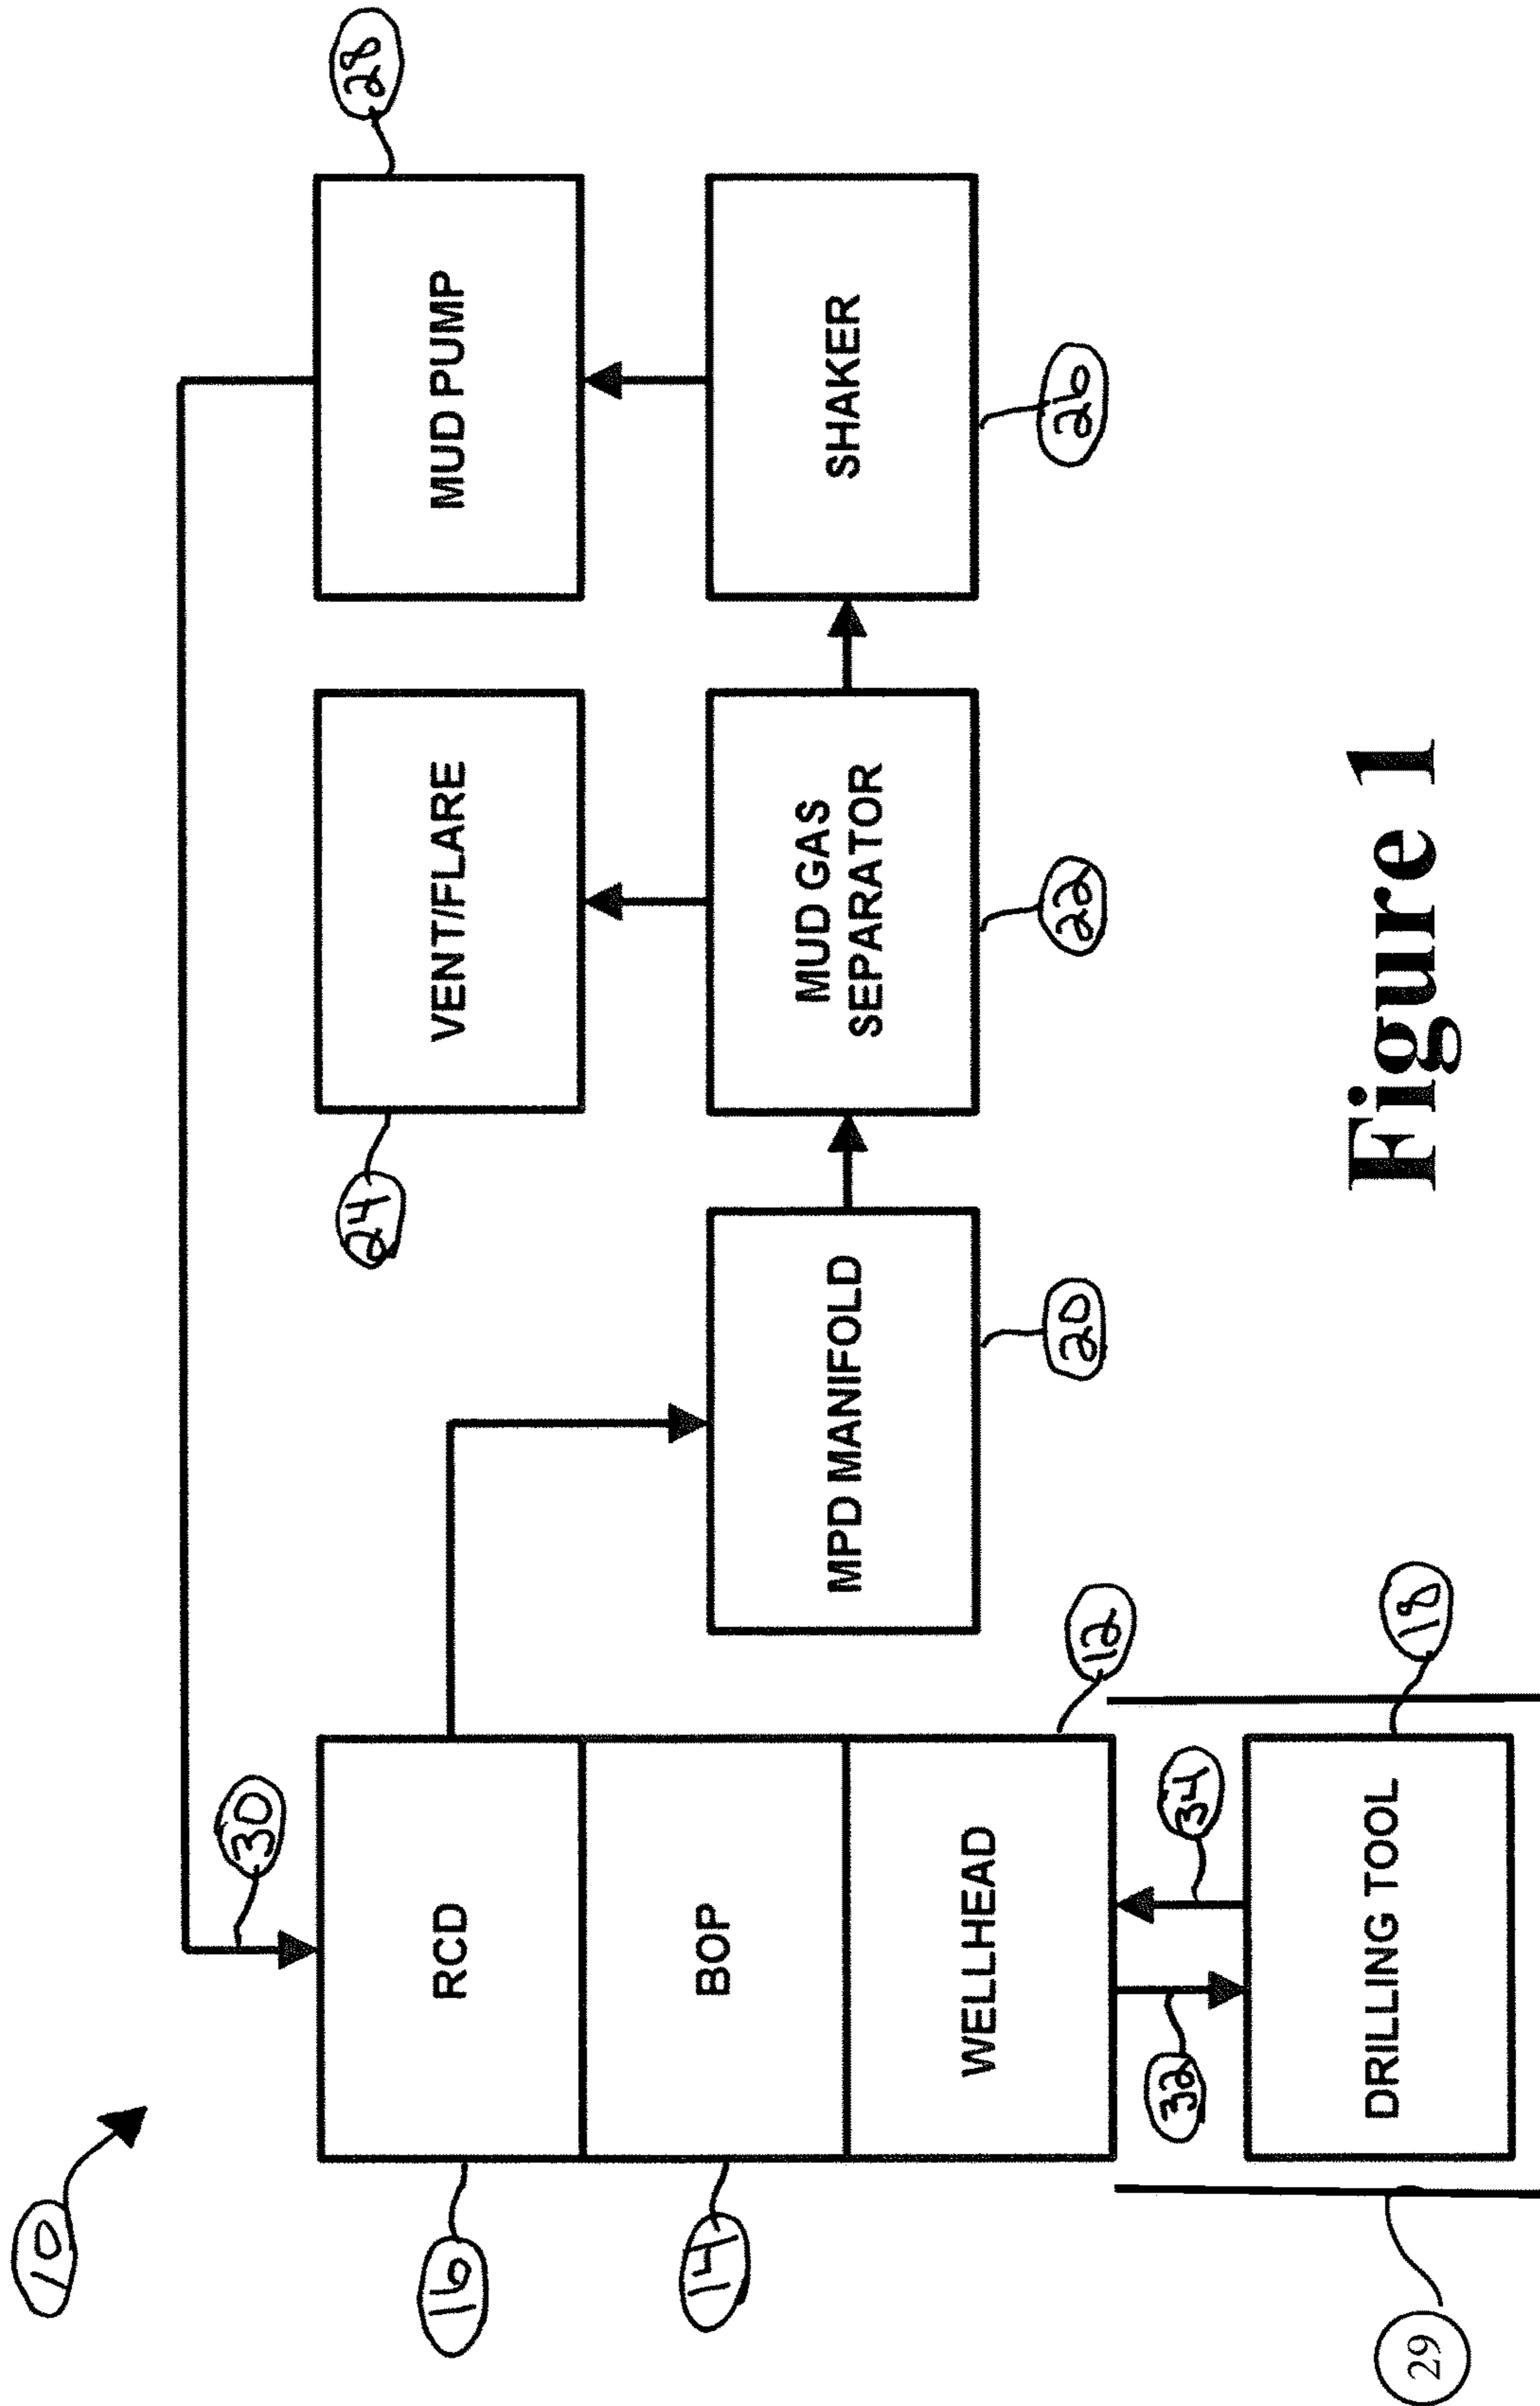 10
30
28
16
RCD
24
VENT/FLARE
MUD PUMP
14
BOP
MPD MANIFOLD
MUD GAS
SEPARATOR
SHAKER
WELLHEAD
12
20
22
26
32
34
DRILLING TOOL
18
29
Figure 1